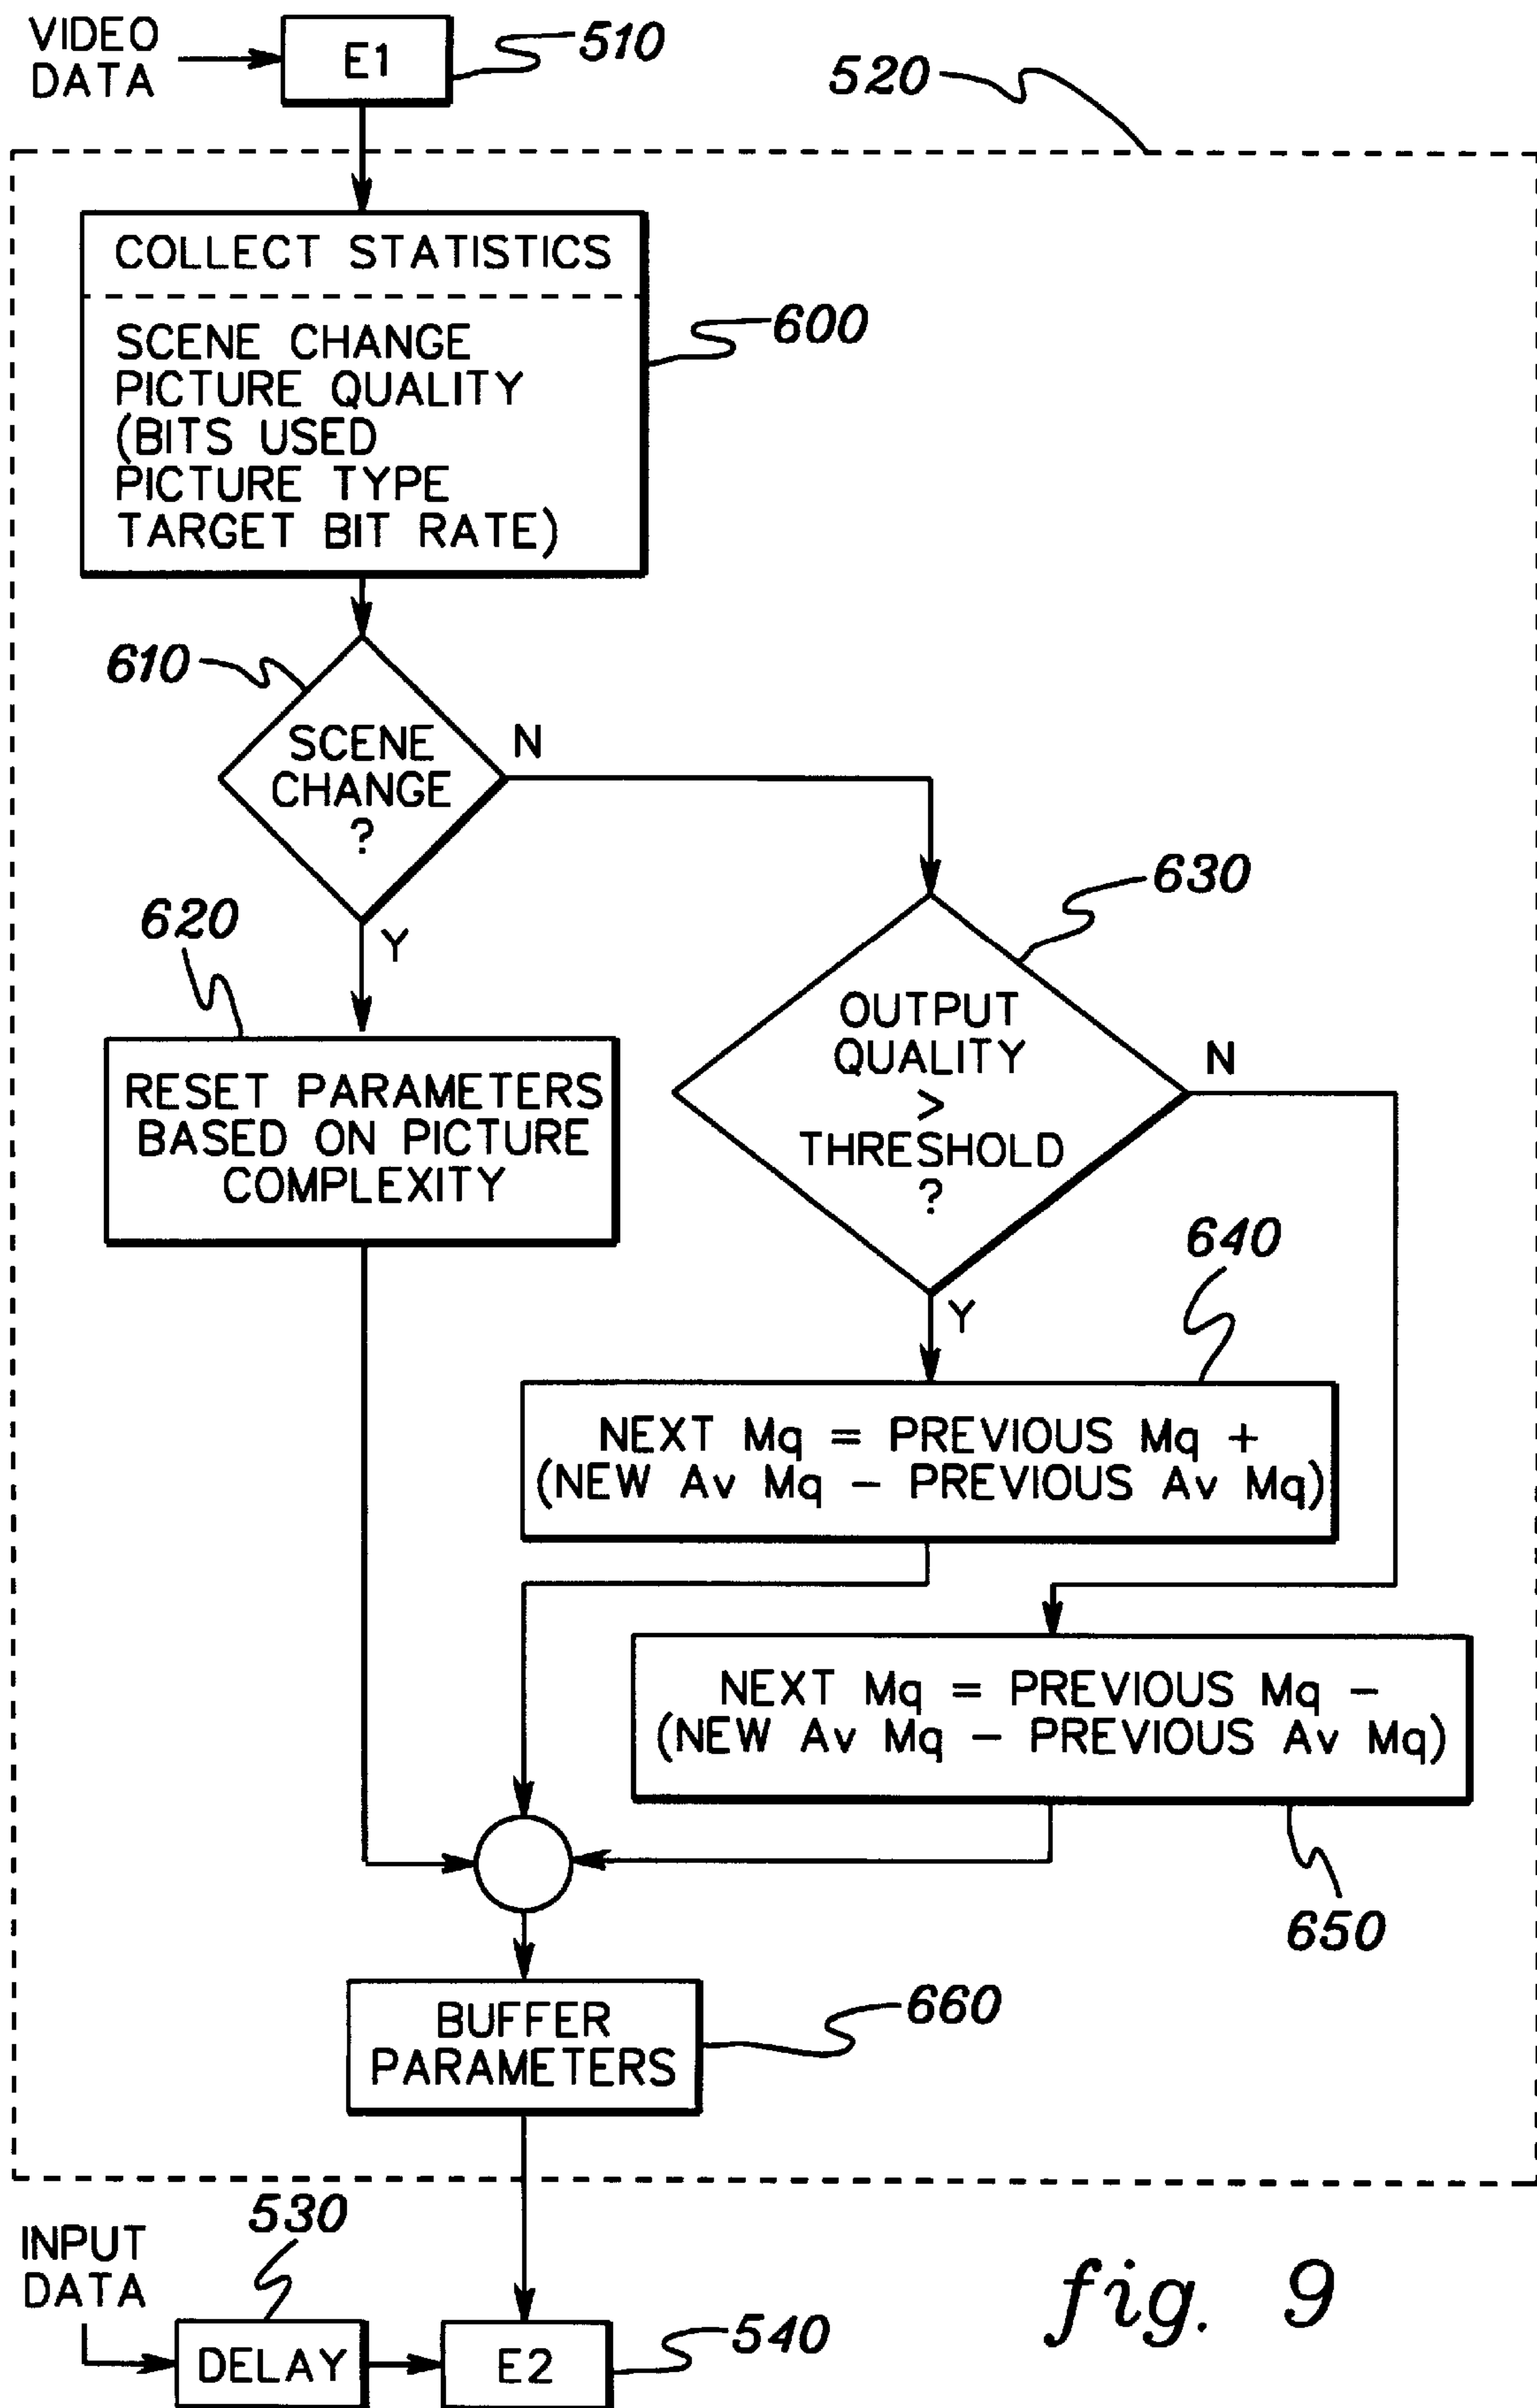 VIDEO
DATA
E1
510
520
COLLECT STATISTICS
SCENE CHANGE
PICTURE QUALITY
(BITS USED
PICTURE TYPE
TARGET BIT RATE)
600
610
SCENE
CHANGE
?
N
Y
620
RESET PARAMETERS
BASED ON PICTURE
COMPLEXITY
630
OUTPUT
QUALITY
>
THRESHOLD
?
N
Y
640
NEXT Mq = PREVIOUS Mq +
(NEW Av Mq - PREVIOUS Av Mq)
NEXT Mq = PREVIOUS Mq -
(NEW Av Mq - PREVIOUS Av Mq)
650
BUFFER
PARAMETERS
660
INPUT
DATA
530
DELAY
E2
540
fig. 9